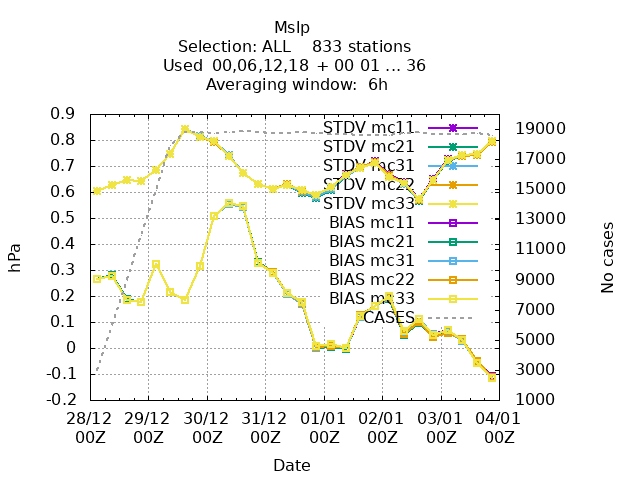 Mslp
Selection: ALL 833 stations
Used 00,06,12,18 + 00 01 ... 36
Averaging window: 6h
0.9
0.8
0.7
0.6
0.5
0.4
0.3
0.2
0.1
0
-0.1
-0.2
hPa
STDV mc11
STDV mc21
STDV mc31
STDV mc22
STDV mc33
BIAS mc11
BIAS mc21
BIAS mc31
BIAS mc22
BIAS mc33
CASES
19000
17000
15000
13000
11000
9000
7000
5000
3000
1000
No cases
28/12 29/12 30/12 31/12 01/01 02/01 03/01 04/01
00Z 00Z 00Z 00Z 00Z 00Z 00Z 00Z
Date